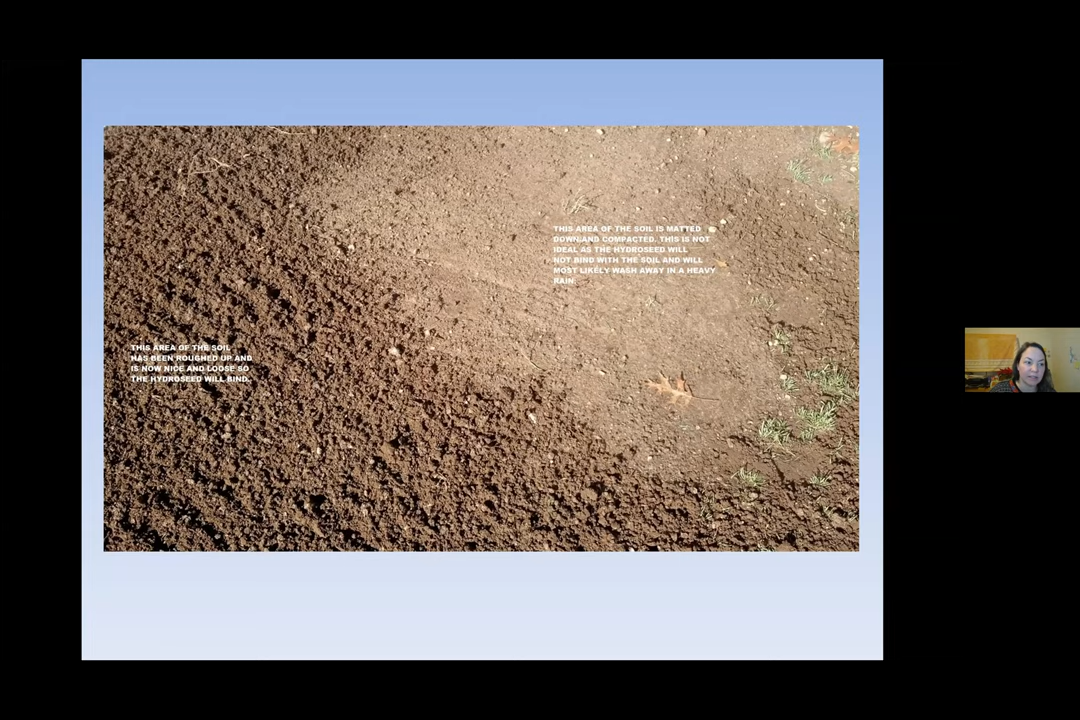 THIS AREA OF THE SOIL IS MATTED
DOWN AND COMPACTED. THIS IS NOT
IDEAL AS THE HYDROSEED WILL
NOT BIND WITH THE SOIL AND WILL
MOST LIKELY WASH AWAY IN A HEAVY
RAIN.
THIS AREA OF THE SOIL
HAS BEEN ROUGHED UP AND
IS NOW NICE AND LOOSE SO
THE HYDROSEED WILL BIND.